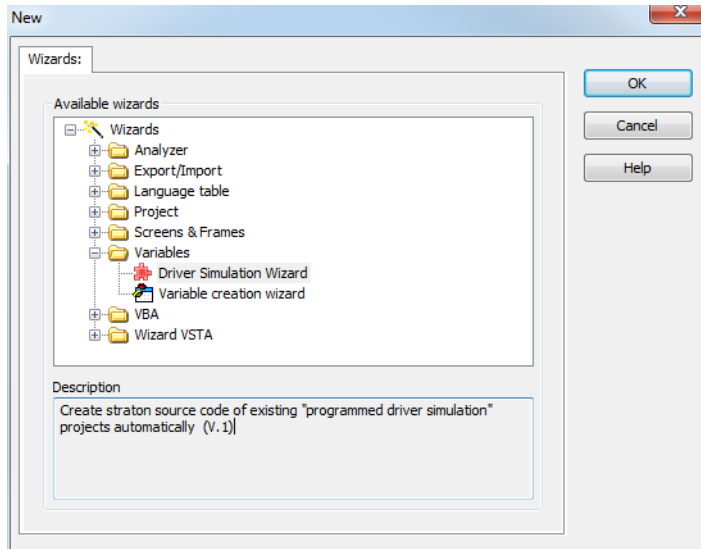 New
Wizards:
Available wizards
Wizards
Analyzer
Export/Import
Language table
Project
Screens & Frames
Variables
Driver Simulation Wizard
Variable creation wizard
VBA
Wizard VSTA
Description
Create straton source code of existing "programmed driver simulation"
projects automatically (V.1)
OK
Cancel
Help